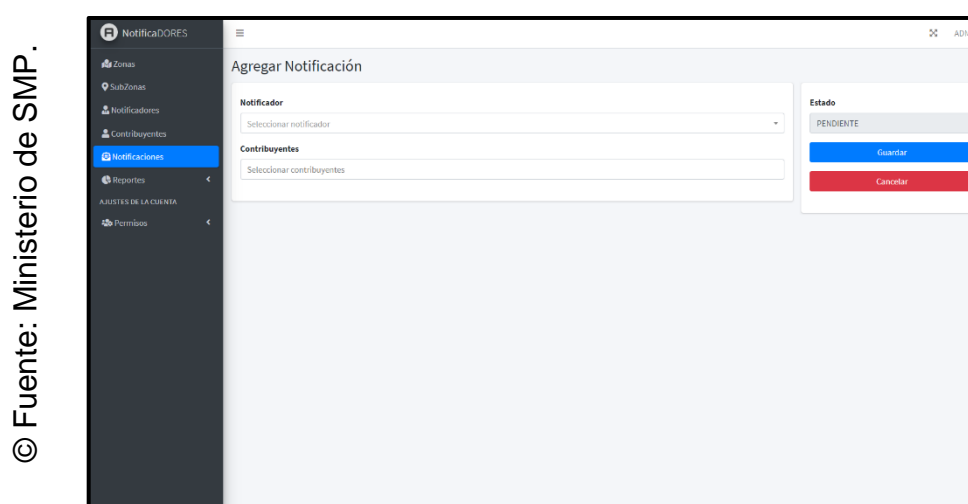 © Fuente: Ministerio de SMP.
R NotificaDORES
Zonas
SubZonas
Notificadores
Contribuyentes
Notificaciones
Reportes
AJUSTES DE LA CUENTA
Permisos
Agregar Notificación
Notificador
Seleccionar notificador
Contribuyentes
Seleccionar contribuyentes
Estado
PENDIENTE
Guardar
Cancelar